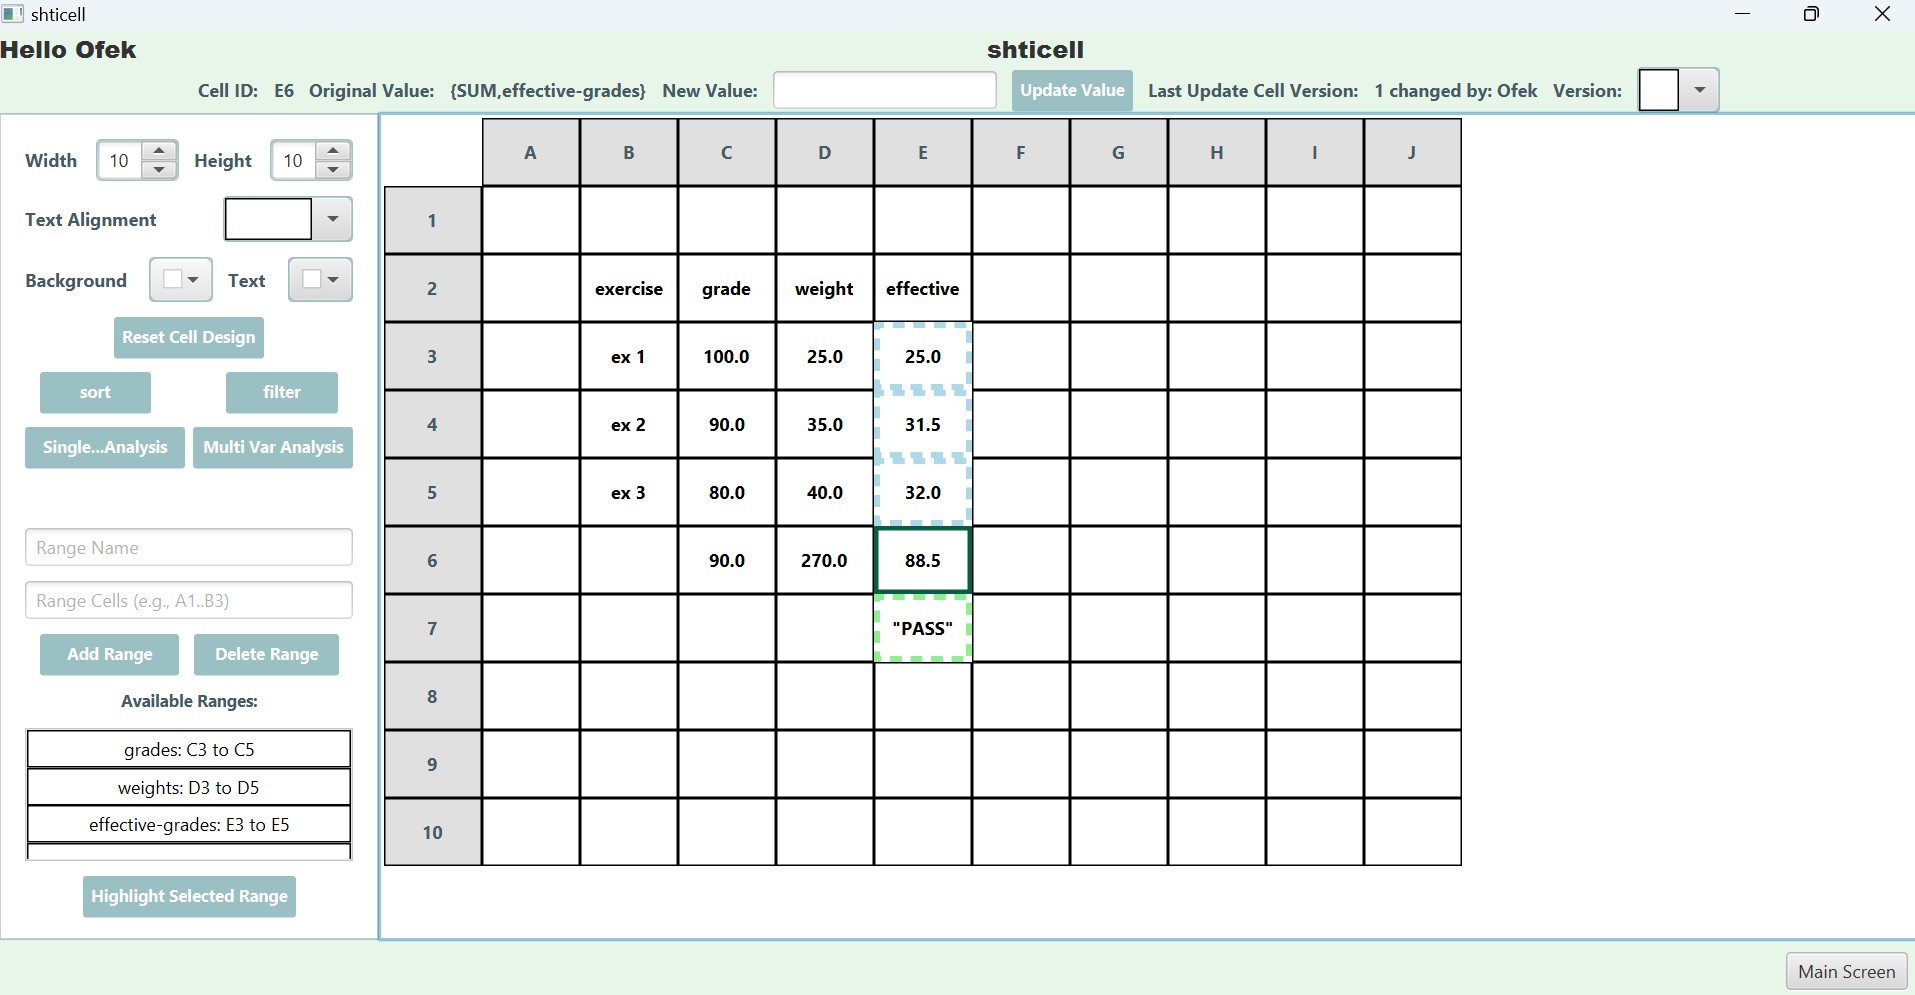 shticell
Hello Ofek shticell
Cell ID: E6 Original Value: {SUM,effective-grades} New Value: Update Value Last Update Cell Version: 1 changed by: Ofek Version:
Width 10 Height 10
Text Alignment
Background Text
Reset Cell Design
sort filter
Single...Analysis Multi Var Analysis
Range Name
Range Cells (e.g., A1..B3)
Add Range Delete Range
Available Ranges:
grades: C3 to C5
weights: D3 to D5
effective-grades: E3 to E5
Highlight Selected Range
A B C D E F G H I J
1
2 exercise grade weight effective
3 ex 1 100.0 25.0 25.0
4 ex 2 90.0 35.0 31.5
5 ex 3 80.0 40.0 32.0
6 90.0 270.0 88.5
7 "PASS"
8
9
10
Main Screen